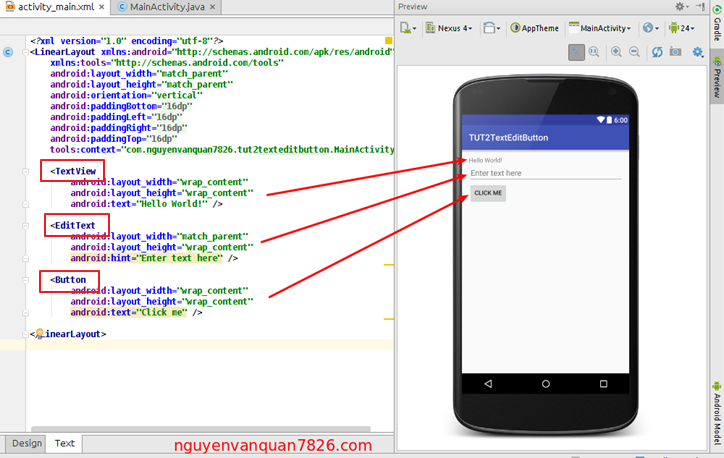 activity_main.xml × MainActivity.java ×
<?xml version="1.0" encoding="utf-8"?>
<LinearLayout xmlns:android="http://schemas.android.com/apk/res/android"
xmlns:tools="http://schemas.android.com/tools"
android:layout_width="match_parent"
android:layout_height="match_parent"
android:orientation="vertical"
android:paddingBottom="16dp"
android:paddingLeft="16dp"
android:paddingRight="16dp"
android:paddingTop="16dp"
tools:context="com.nguyenvanquan7826.tut2texteditbutton.MainActivity
<TextView
android:layout_width="wrap_content"
android:layout_height="wrap_content"
android:text="Hello World!" />
<EditText
android:layout_width="match_parent"
android:layout_height="wrap_content"
android:hint="Enter text here" />
<Button
android:layout_width="wrap_content"
android:layout_height="wrap_content"
android:text="Click me" />
</LinearLayout>
Design Text
nguyenvanquan7826.com
Preview
Nexus 4 AppTheme MainActivity 24
6:00
TUT2TextEditButton
Hello World!
Enter text here
CLICK ME
Gradle
Preview
Android Model